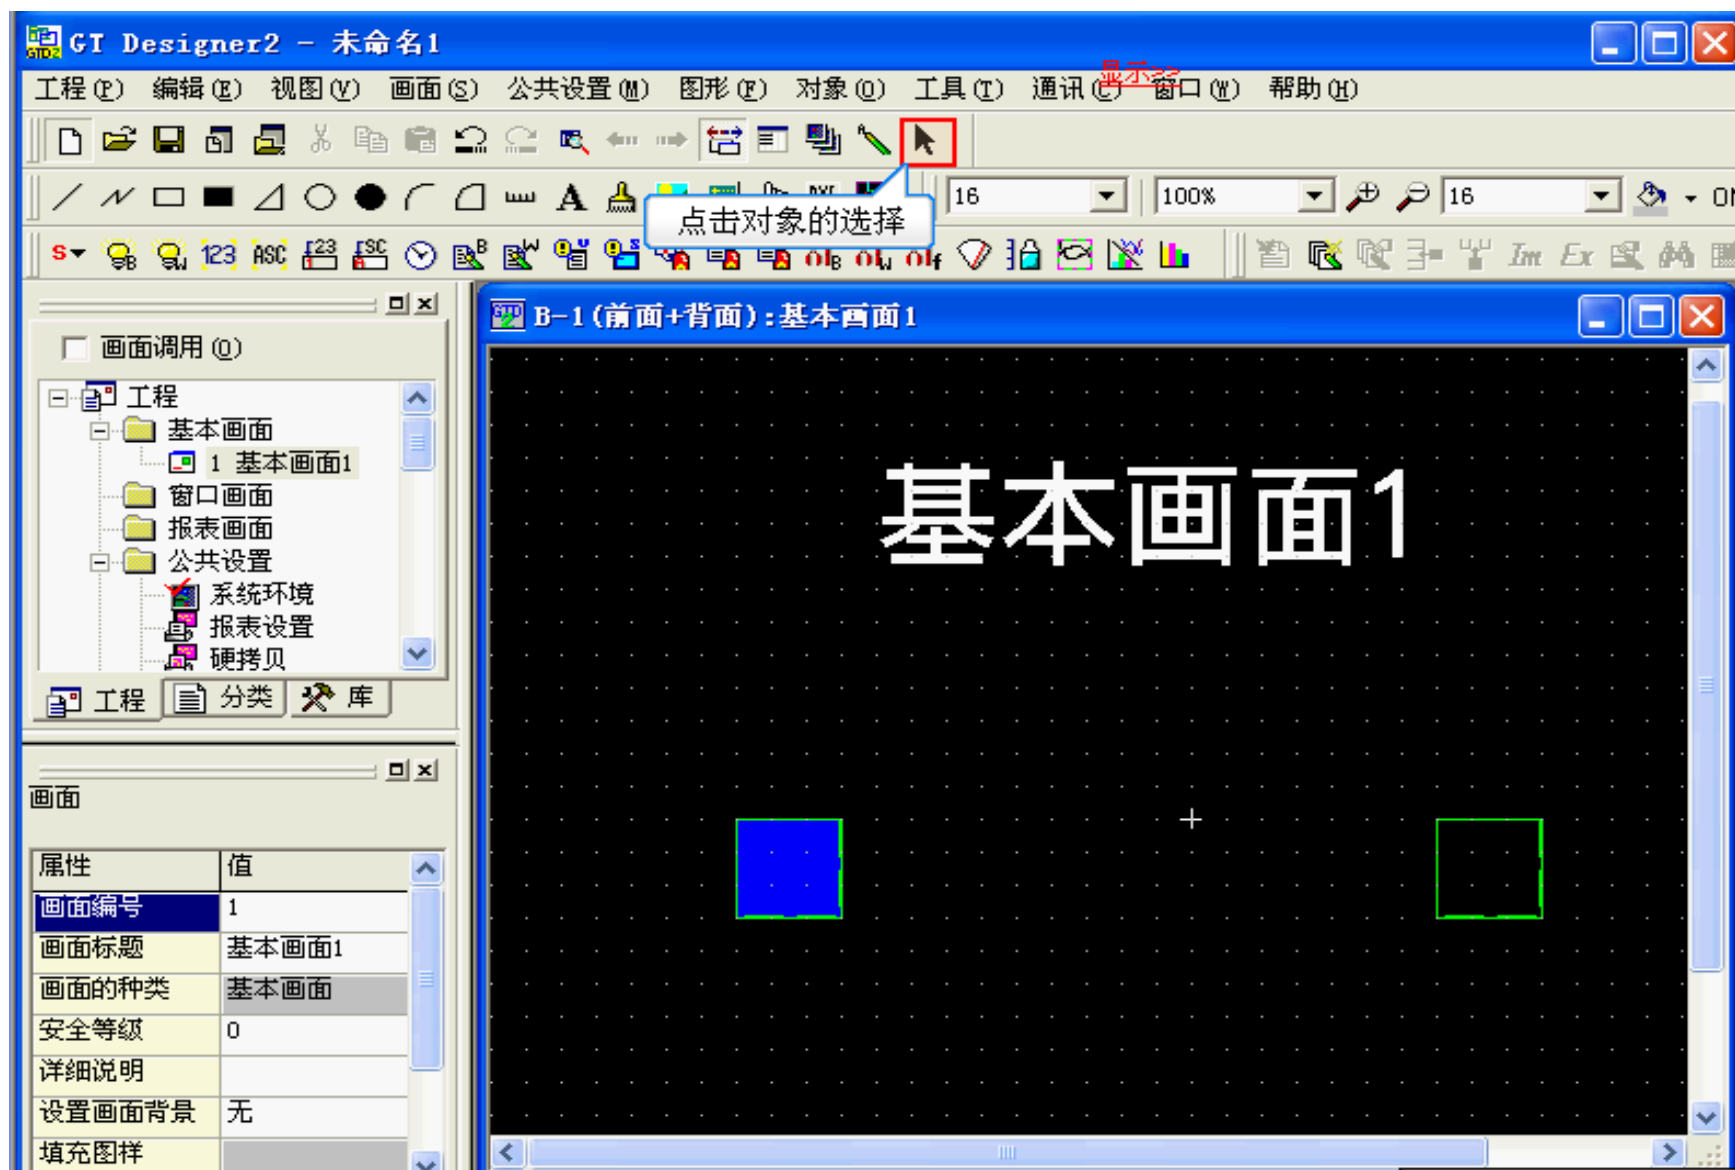 GT Designer2 - 未命名1
工程(P) 编辑(E) 视图(V) 画面(S) 公共设置(M) 图形(F) 对象(O) 工具(T) 通讯(C) 窗口(W) 帮助(H)
显示>>
16 100% 16
点击对象的选择
画面调用(Q)
工程
基本画面
1 基本画面1
窗口画面
报表画面
公共设置
系统环境
报表设置
硬拷贝
工程 分类 库
画面
属性 值
画面编号 1
画面标题 基本画面1
画面的种类 基本画面
安全等级 0
详细说明
设置画面背景 无
填充图样
B-1(前面+背面):基本画面1
基本画面1